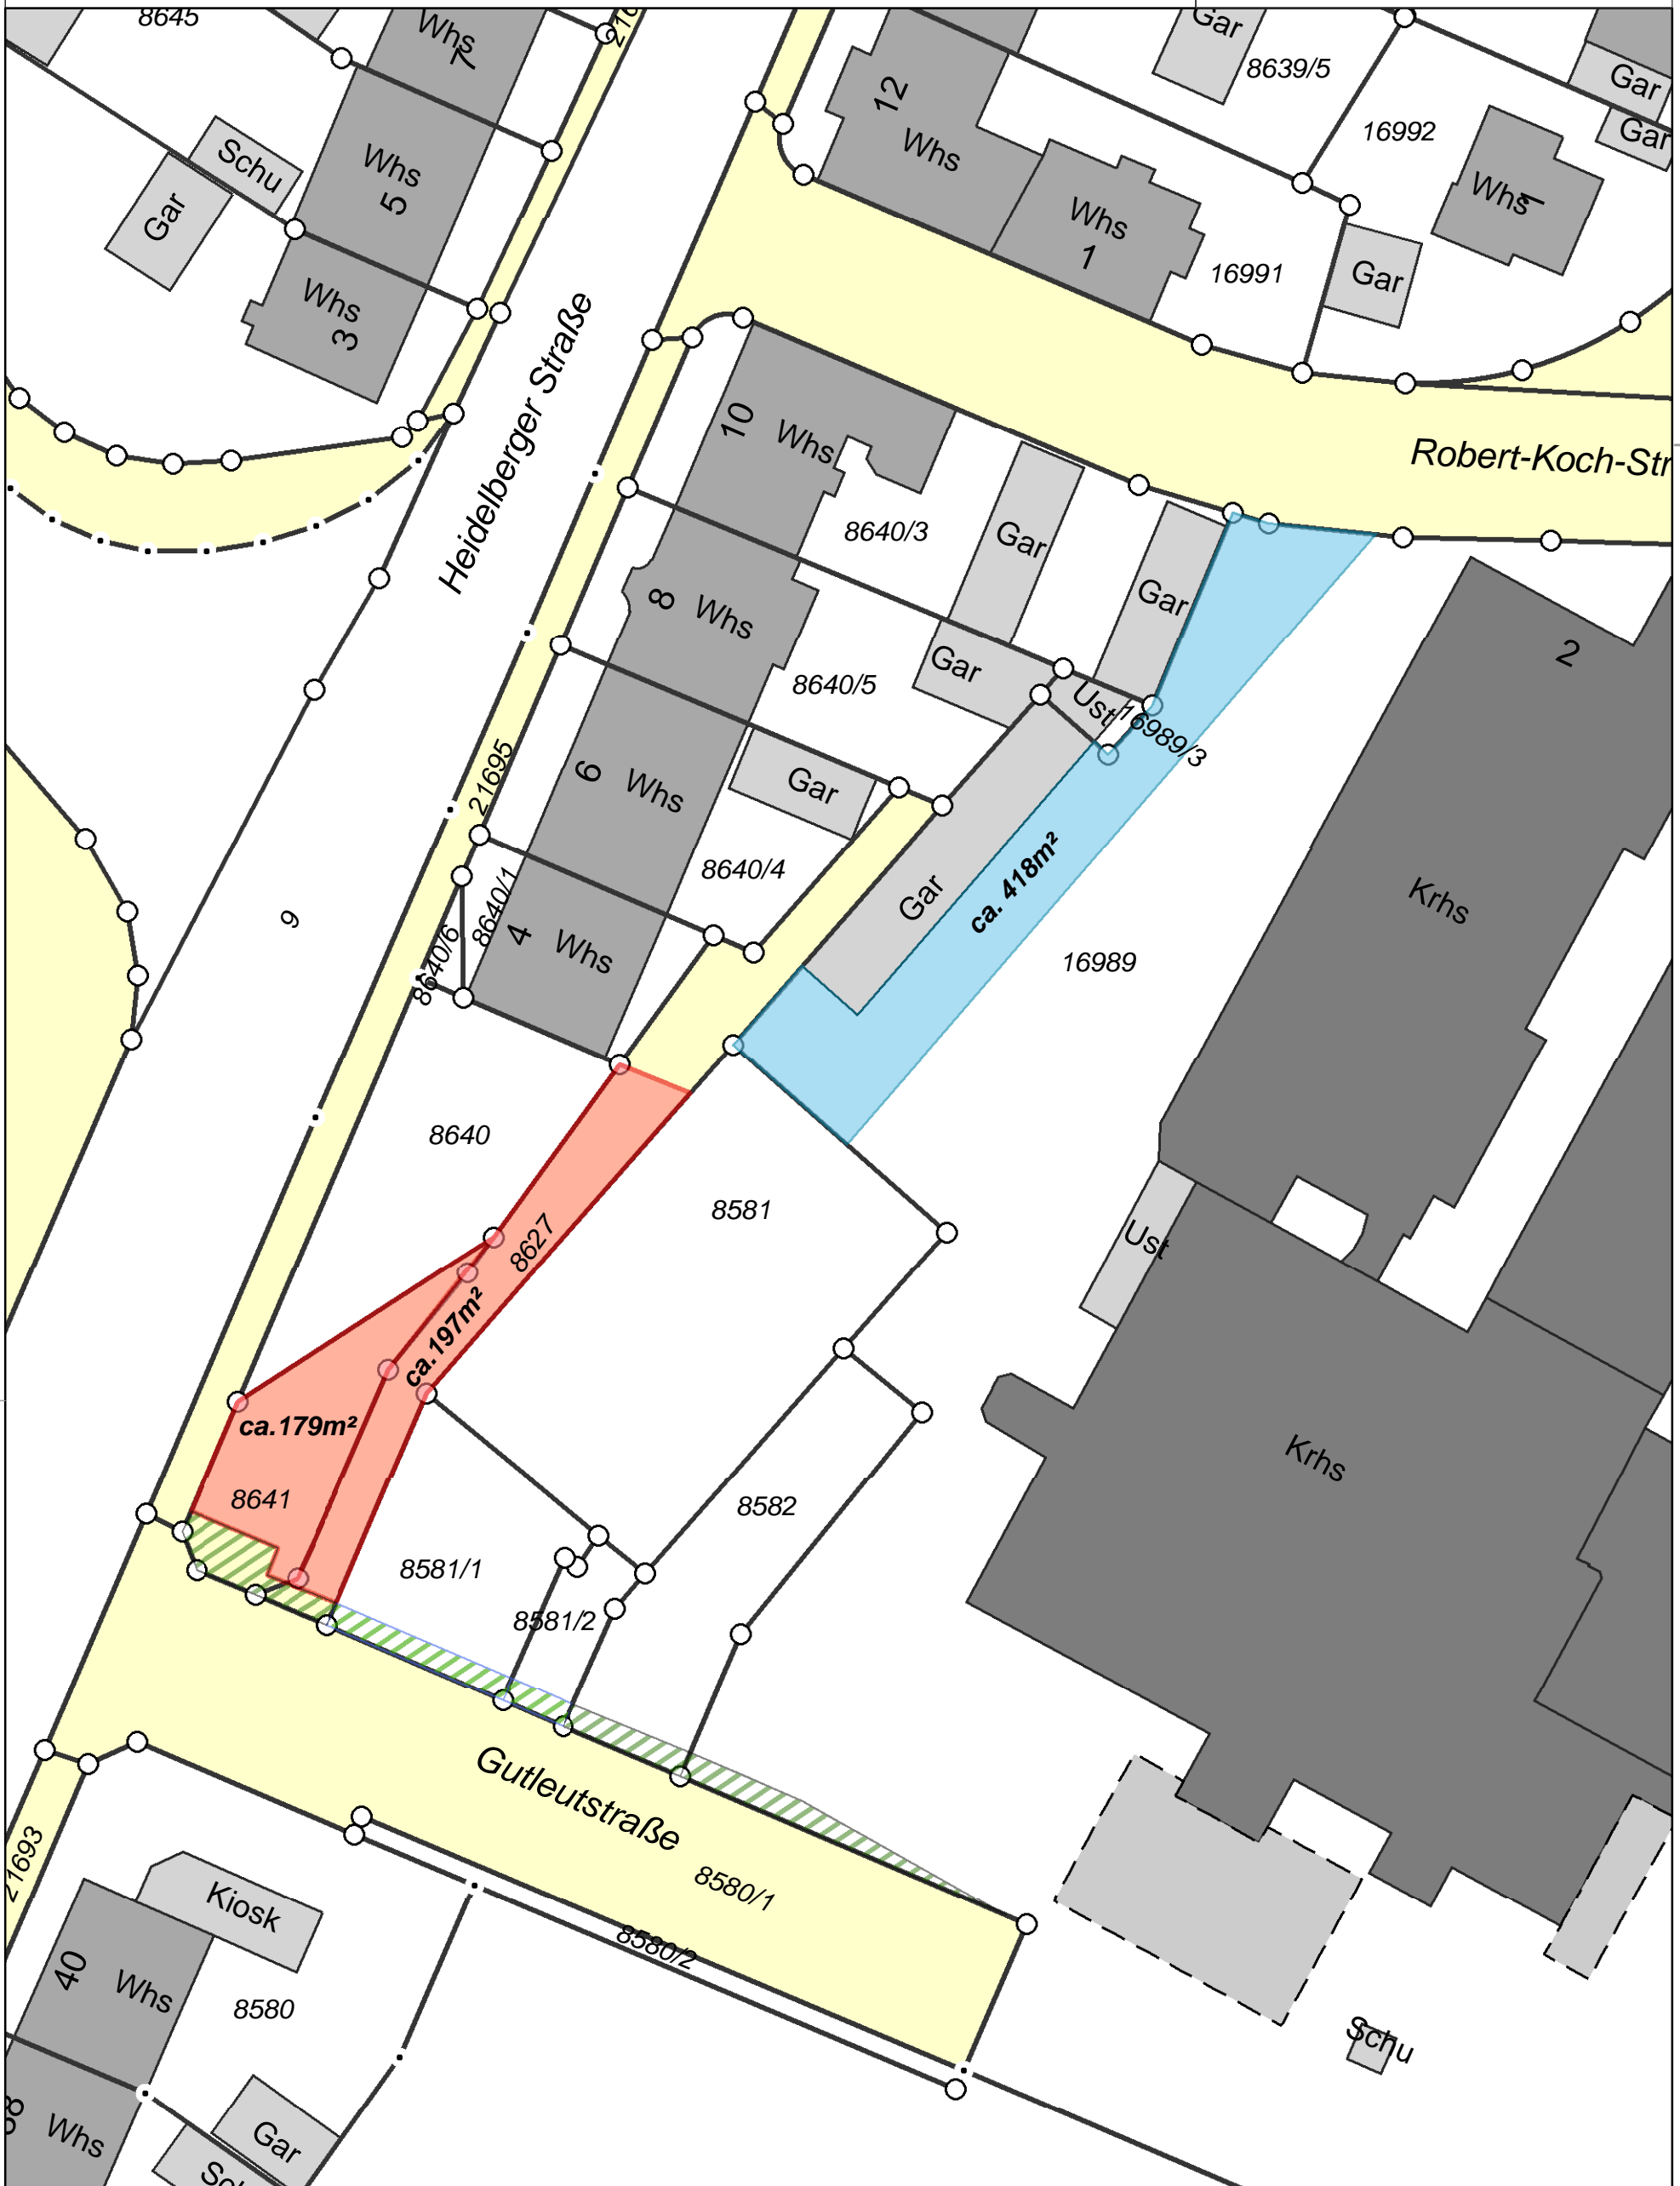 8645
Whs
7
Gar
8639/5
Gar
Gar
16992
12
Whs
Schu
Gar
Whs
5
Whs
3
Whs
1
16991
Whs
Gar
Heidelberger Straße
Robert-Koch-Str
10
Whs
8640/3
Gar
Gar
8
Whs
8640/5
Gar
Ust
16989/3
2
21695
6
Whs
Gar
8640/4
Gar
ca. 418m²
16989
Krhs
9
8640/1
8640/6
4
Whs
8640
8581
8627
Ust
ca.197m²
ca.179m²
8641
Krhs
8582
8581/1
8581/2
Gutleutstraße
8580/1
8580/2
21693
Kiosk
40
Whs
8580
Schu
Whs
Gar